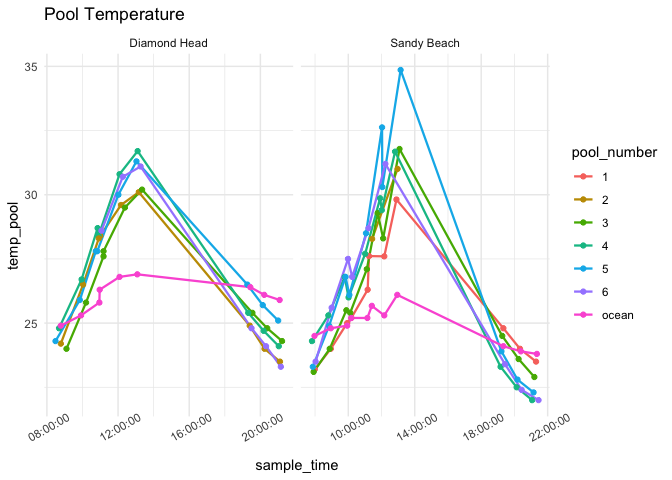 Pool Temperature
Diamond Head
Sandy Beach
35
30
25
temp_pool
08:00:00
12:00:00
16:00:00
20:00:00
10:00:00
14:00:00
18:00:00
22:00:00
sample_time
pool_number
1
2
3
4
5
6
ocean